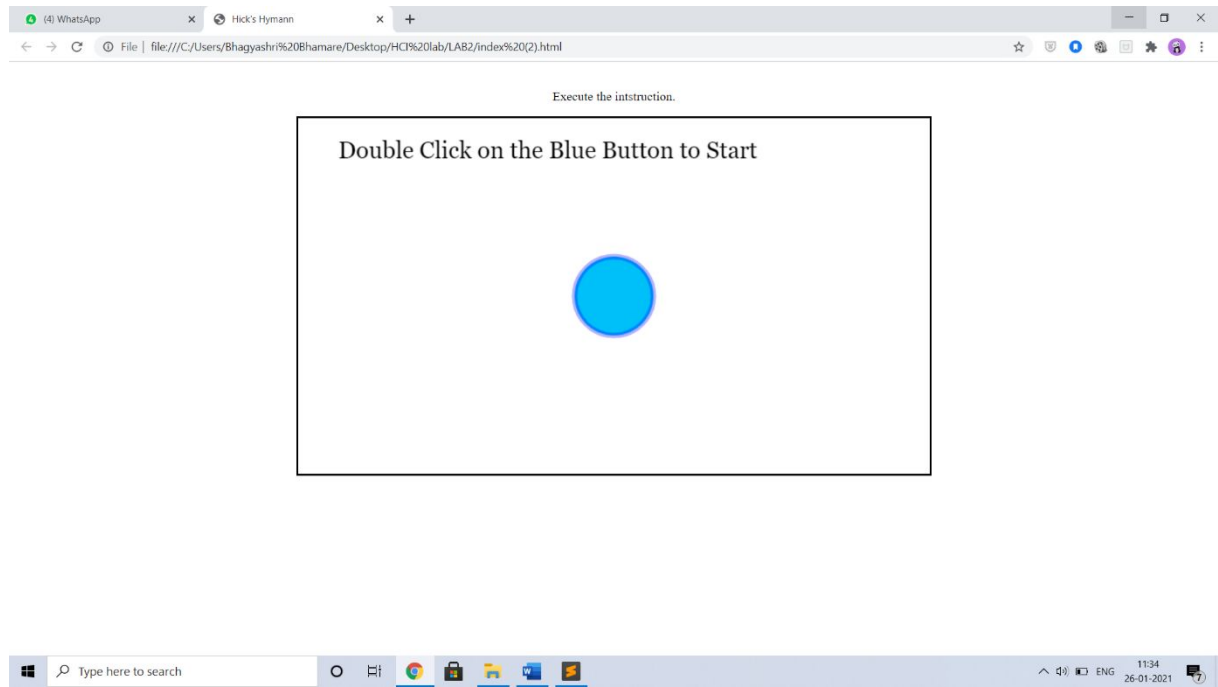 (4) WhatsApp
Hick's Hymann
File | file:///C:/Users/Bhagyashri%20Bhamare/Desktop/HCI%20lab/LAB2/index%20(2).html
Execute the intstruction.
Double Click on the Blue Button to Start
Type here to search
ENG
11:34
26-01-2021
7